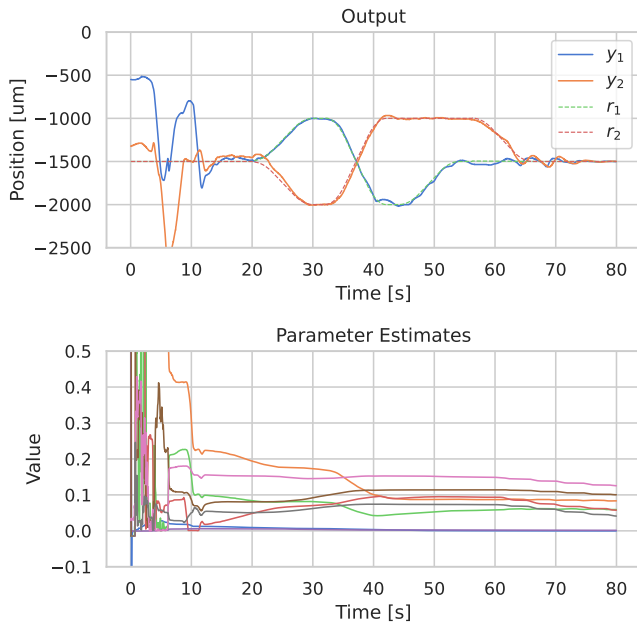 Output
0
−500
−1000
−1500
−2000
−2500
Position [um]
y₁
y₂
r₁
r₂
0 10 20 30 40 50 60 70 80
Time [s]
Parameter Estimates
0.5
0.4
0.3
0.2
0.1
0.0
−0.1
Value
0 10 20 30 40 50 60 70 80
Time [s]